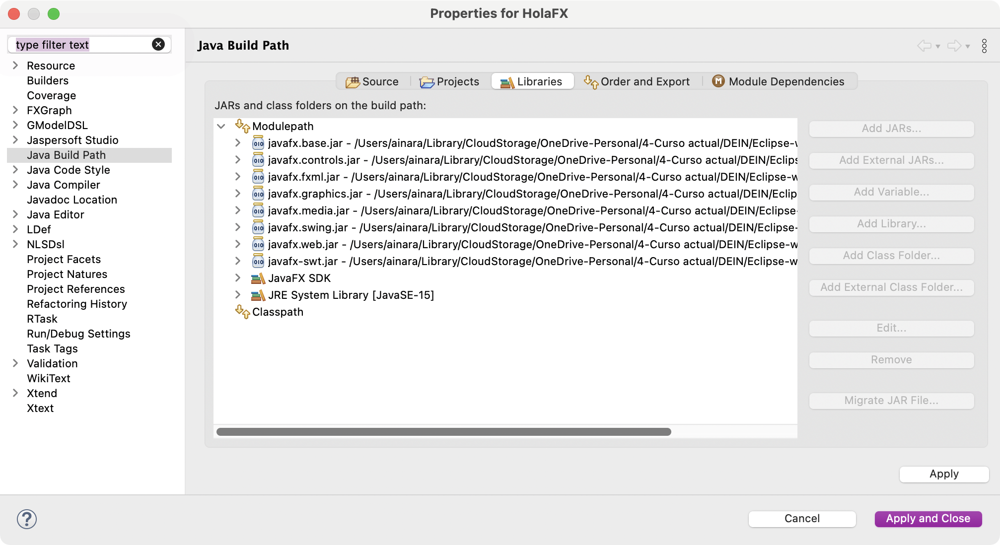 Properties for HolaFX
type filter text
Resource
Builders
Coverage
FXGraph
GModelDSL
Jaspersoft Studio
Java Build Path
Java Code Style
Java Compiler
Javadoc Location
Java Editor
LDef
NLSDsl
Project Facets
Project Natures
Project References
Refactoring History
RTask
Run/Debug Settings
Task Tags
Validation
WikiText
Xtend
Xtext
Java Build Path
Source
Projects
Libraries
Order and Export
M Module Dependencies
JARs and class folders on the build path:
Modulepath
010 javafx.base.jar - /Users/ainara/Library/CloudStorage/OneDrive-Personal/4-Curso actual/DEIN/Eclipse-w
010 javafx.controls.jar - /Users/ainara/Library/CloudStorage/OneDrive-Personal/4-Curso actual/DEIN/Eclips
010 javafx.fxml.jar - /Users/ainara/Library/CloudStorage/OneDrive-Personal/4-Curso actual/DEIN/Eclipse-w
010 javafx.graphics.jar - /Users/ainara/Library/CloudStorage/OneDrive-Personal/4-Curso actual/DEIN/Eclip
010 javafx.media.jar - /Users/ainara/Library/CloudStorage/OneDrive-Personal/4-Curso actual/DEIN/Eclipse-
010 javafx.swing.jar - /Users/ainara/Library/CloudStorage/OneDrive-Personal/4-Curso actual/DEIN/Eclipse-
010 javafx.web.jar - /Users/ainara/Library/CloudStorage/OneDrive-Personal/4-Curso actual/DEIN/Eclipse-w
010 javafx-swt.jar - /Users/ainara/Library/CloudStorage/OneDrive-Personal/4-Curso actual/DEIN/Eclipse-w
JavaFX SDK
JRE System Library [JavaSE-15]
Classpath
Add JARs...
Add External JARs...
Add Variable...
Add Library...
Add Class Folder...
Add External Class Folder...
Edit...
Remove
Migrate JAR File...
Apply
?
Cancel
Apply and Close